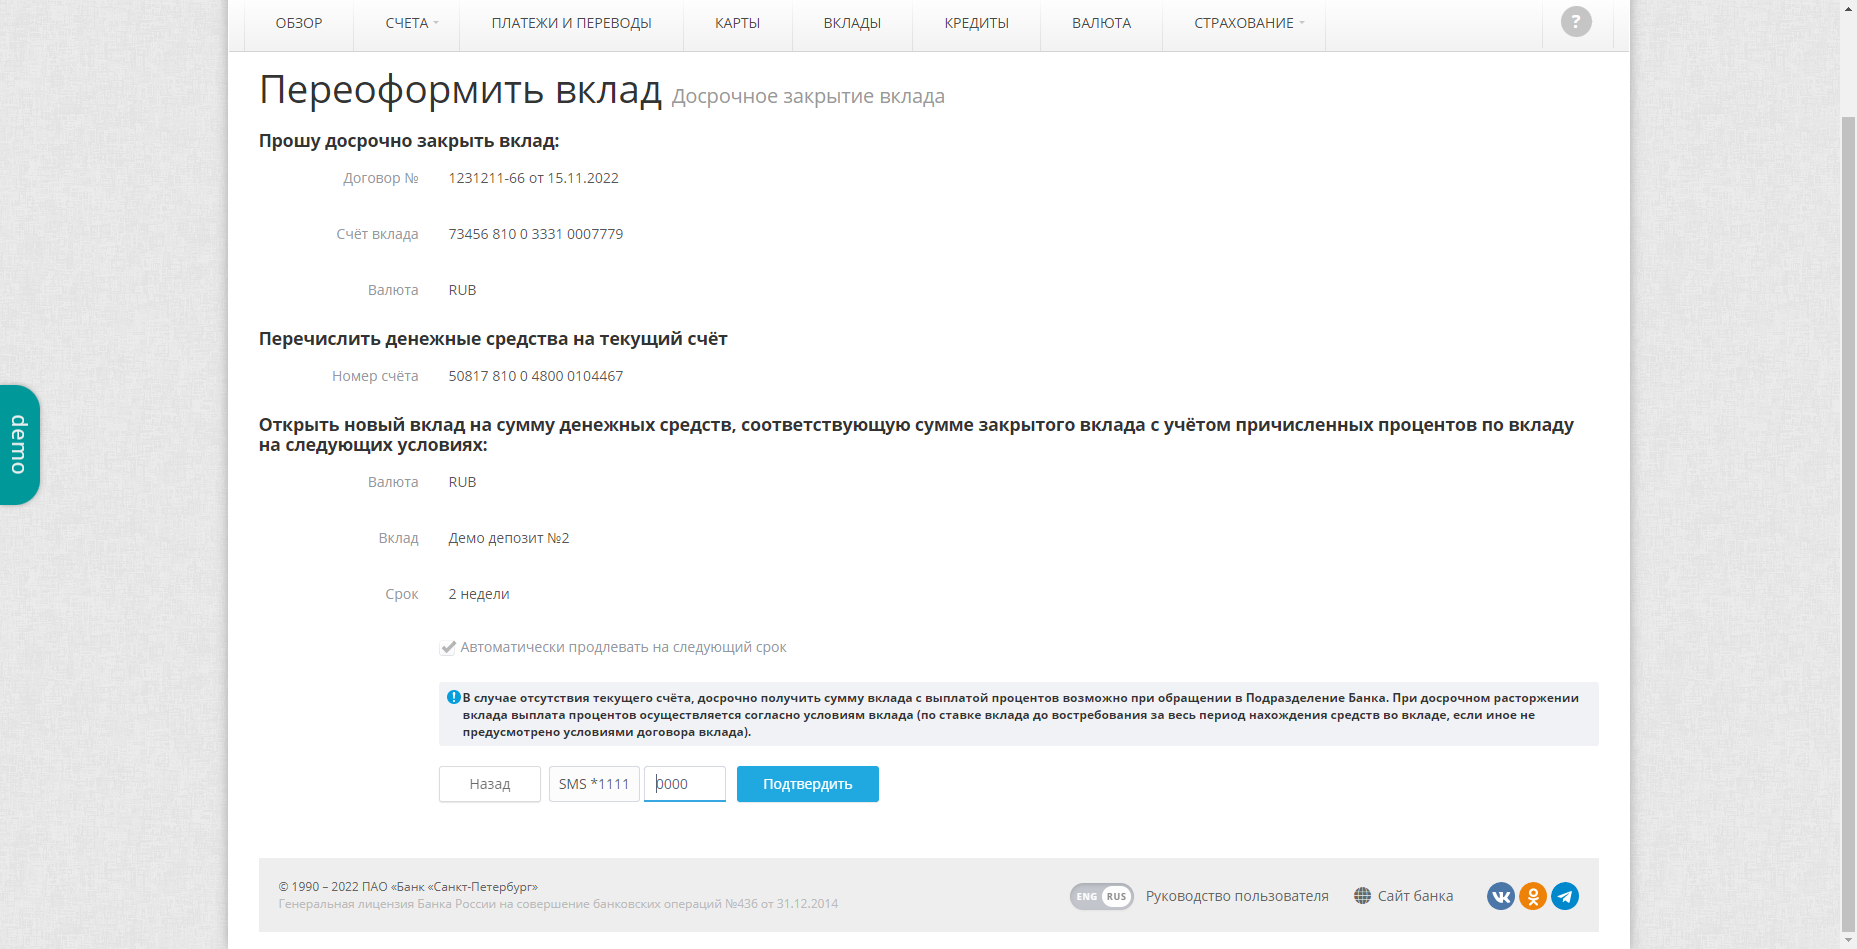 ОБЗОР СЧЕТА ПЛАТЕЖИ И ПЕРЕВОДЫ КАРТЫ ВКЛАДЫ КРЕДИТЫ ВАЛЮТА СТРАХОВАНИЕ ?
Переоформить вклад Досрочное закрытие вклада
Прошу досрочно закрыть вклад:
Договор № 1231211-66 от 15.11.2022
Счёт вклада 73456 810 0 3331 0007779
Валюта RUB
Перечислить денежные средства на текущий счёт
Номер счёта 50817 810 0 4800 0104467
demo
Открыть новый вклад на сумму денежных средств, соответствующую сумме закрытого вклада с учётом причисленных процентов по вкладу
на следующих условиях:
Валюта RUB
Вклад Демо депозит №2
Срок 2 недели
Автоматически продлевать на следующий срок
В случае отсутствия текущего счёта, досрочно получить сумму вклада с выплатой процентов возможно при обращении в Подразделение Банка. При досрочном расторжении
вклада выплата процентов осуществляется согласно условиям вклада (по ставке вклада до востребования за весь период нахождения средств во вкладе, если иное не
предусмотрено условиями договора вклада).
Назад SMS *1111 0000 Подтвердить
© 1990 – 2022 ПАО «Банк «Санкт-Петербург»
Генеральная лицензия Банка России на совершение банковских операций №436 от 31.12.2014
ENG RUS Руководство пользователя Сайт банка